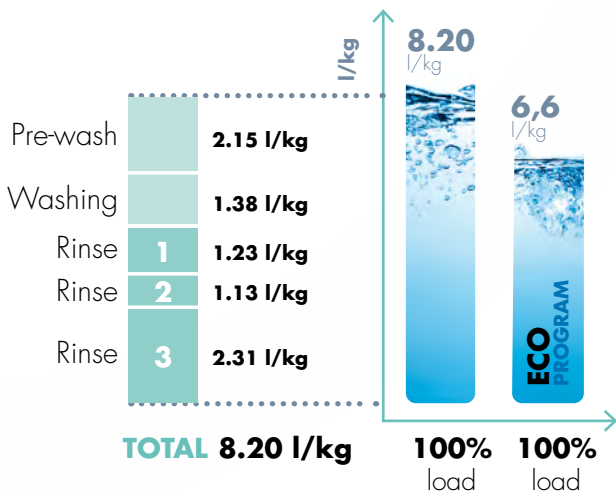 Pre-wash 2.15 l/kg
Washing 1.38 l/kg
Rinse 1 1.23 l/kg
Rinse 2 1.13 l/kg
Rinse 3 2.31 l/kg
TOTAL 8.20 l/kg
l/kg
8.20
l/kg
6,6
l/kg
ECO
PROGRAM
100%
load
100%
load